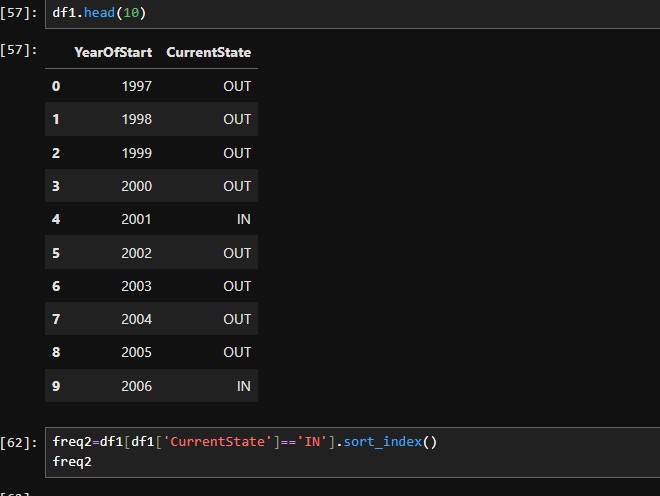 [57]: df1.head(10)
[57]: YearOfStart CurrentState
0 1997 OUT
1 1998 OUT
2 1999 OUT
3 2000 OUT
4 2001 IN
5 2002 OUT
6 2003 OUT
7 2004 OUT
8 2005 OUT
9 2006 IN
[62]: freq2=df1[df1['CurrentState']=='IN'].sort_index()
freq2